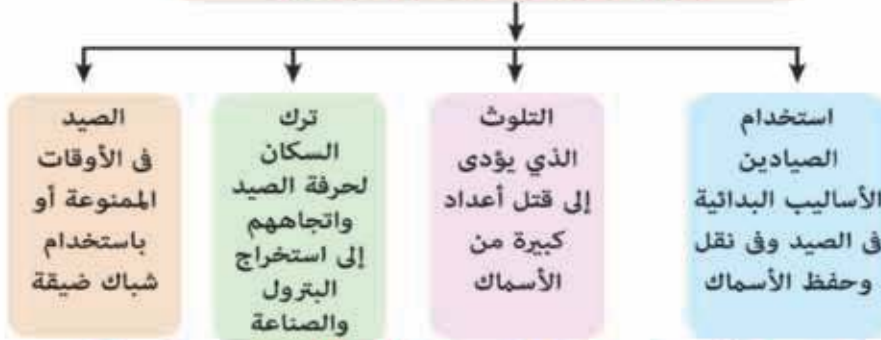 استخدام
الصيادين
الأساليب البدائية
فى الصيد وفى نقل
وحفظ الأسماك
التلوث
الذي يؤدى
إلى قتل أعداد
كبيرة من
الأسماك
ترك
السكان
لحرفة الصيد
واتجاههم
إلى استخراج
البترول
والصناعة
الصيد
فى الأوقات
الممنوعة أو
باستخدام
شباك ضيقة